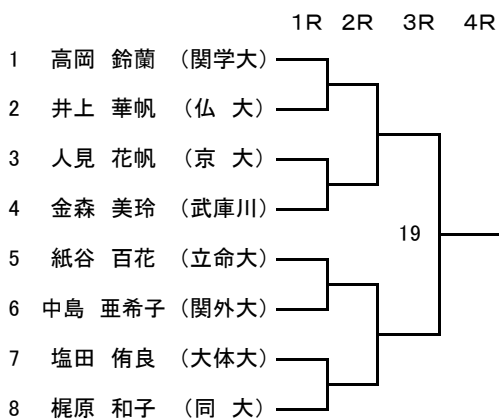 1R 2R 3R 4R
1 高岡 鈴蘭 (関学大)
2 井上 華帆 (仏 大)
3 人見 花帆 (京 大)
4 金森 美玲 (武庫川)
19
5 紙谷 百花 (立命大)
6 中島 亜希子 (関外大)
7 塩田 侑良 (大体大)
8 梶原 和子 (同 大)